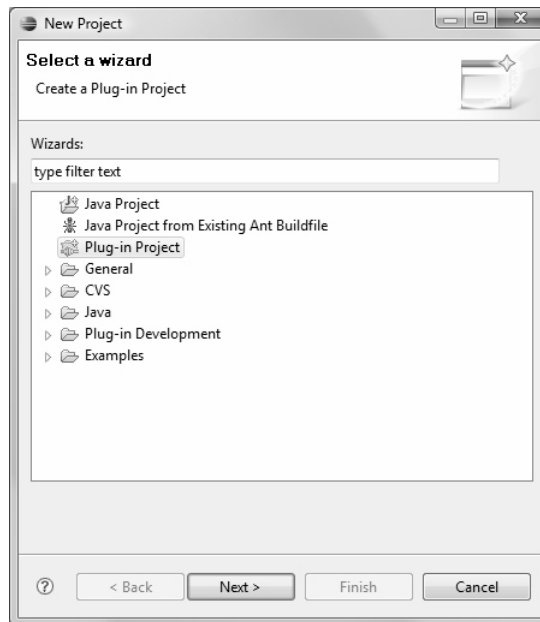 New Project
Select a wizard
Create a Plug-in Project
Wizards:
type filter text
Java Project
Java Project from Existing Ant Buildfile
Plug-in Project
General
CVS
Java
Plug-in Development
Examples
? < Back Next > Finish Cancel